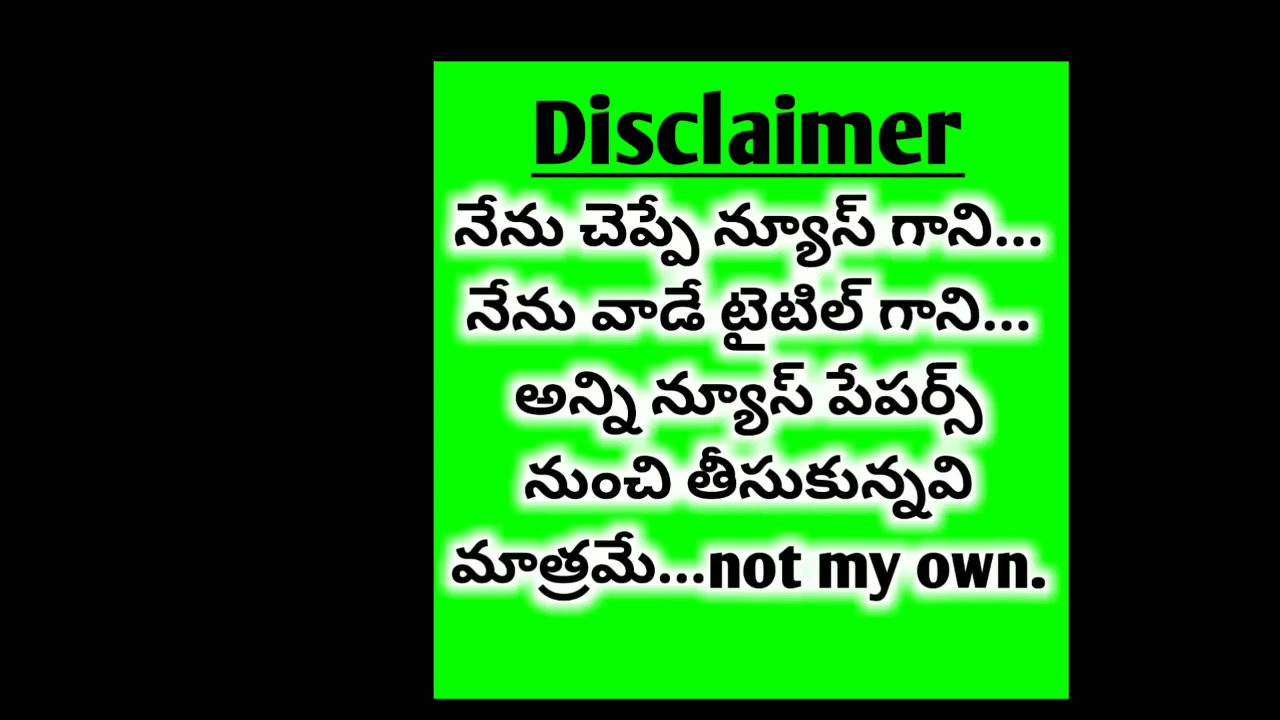 Disclaimer
నేను చెప్పే న్యూస్ గాని...
నేను వాడే టైటిల్ గాని...
అన్ని న్యూస్ పేపర్స్
నుంచి తీసుకున్నవి
మాత్రమే...not my own.